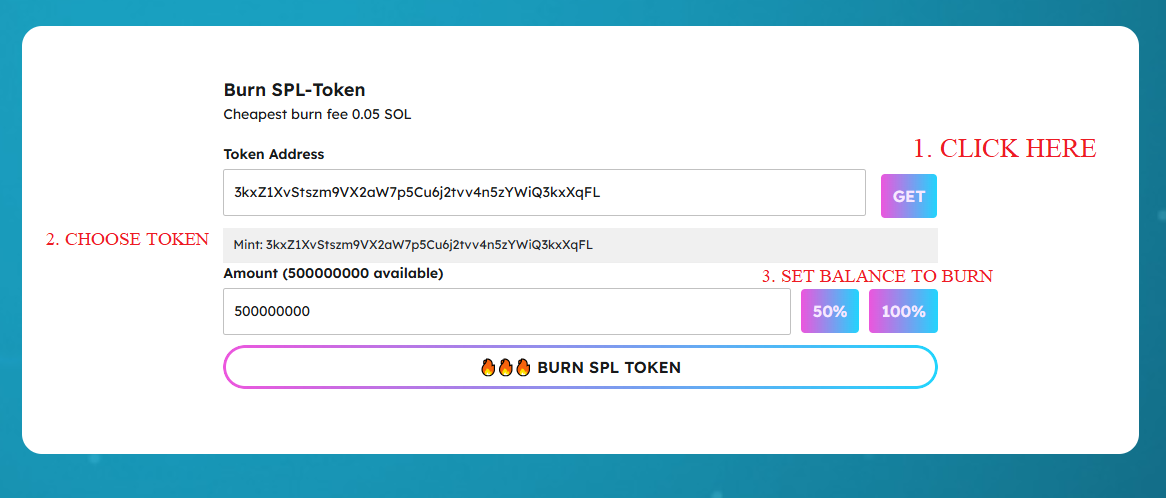 Burn SPL-Token
Cheapest burn fee 0.05 SOL
Token Address
1. CLICK HERE
3kxZ1XvStszm9VX2aW7p5Cu6j2tvv4n5zYWiQ3kxXqFL
GET
2. CHOOSE TOKEN
Mint: 3kxZ1XvStszm9VX2aW7p5Cu6j2tvv4n5zYWiQ3kxXqFL
Amount (500000000 available)
3. SET BALANCE TO BURN
500000000
50%
100%
🔥🔥🔥 BURN SPL TOKEN